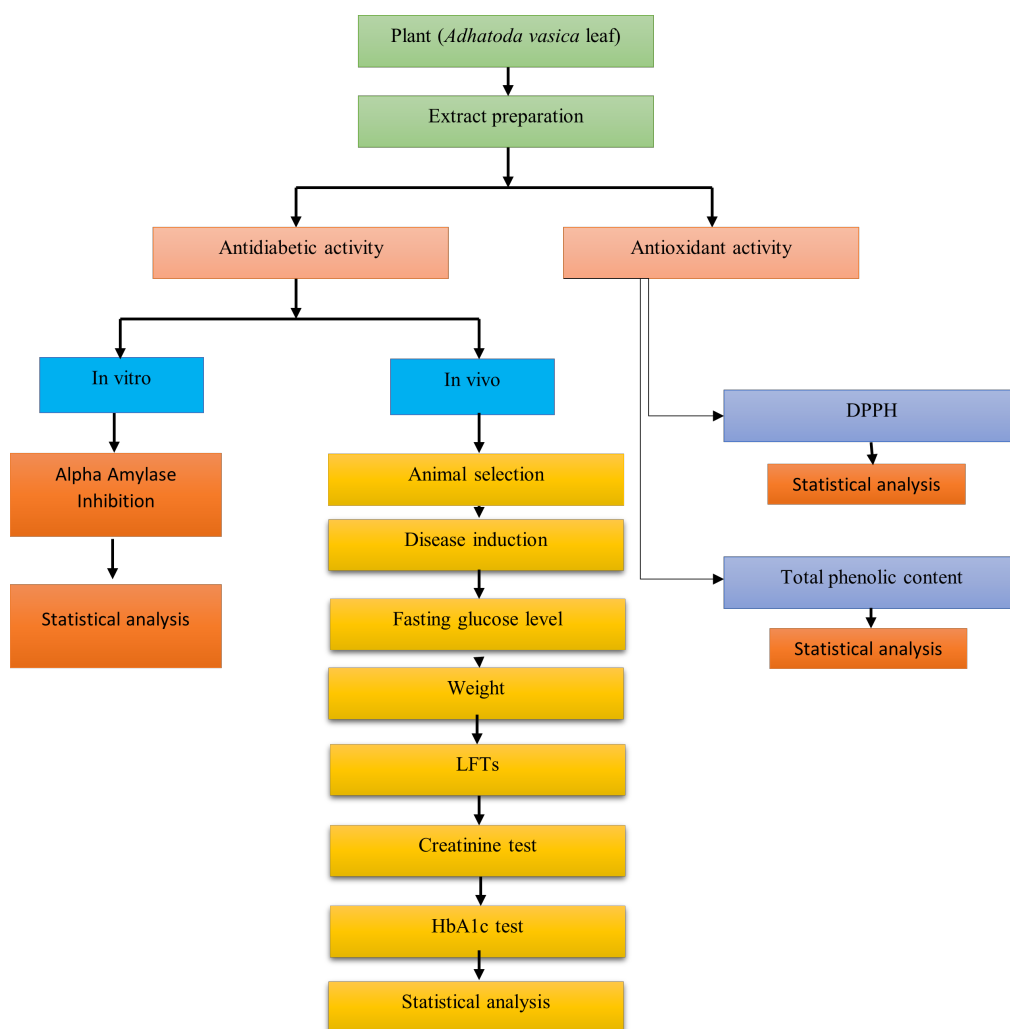 Plant (Adhatoda vasica leaf)
Extract preparation
Antidiabetic activity
Antioxidant activity
In vitro
In vivo
Alpha Amylase
Inhibition
Statistical analysis
Animal selection
Disease induction
Fasting glucose level
Weight
LFTs
Creatinine test
HbA1c test
Statistical analysis
DPPH
Statistical analysis
Total phenolic content
Statistical analysis